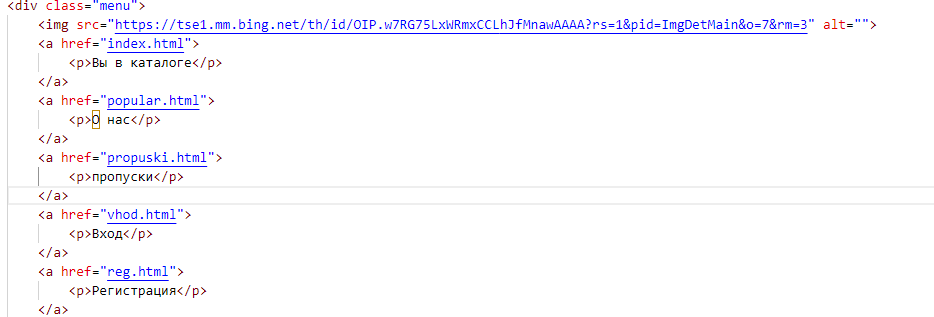 <div class="menu">
<img src="https://tse1.mm.bing.net/th/id/OIP.w7RG75LxWRmxCCLhJfMnawAAAA?rs=1&pid=ImgDetMain&o=7&rm=3" alt="">
<a href="index.html">
<p>Вы в каталоге</p>
</a>
<a href="popular.html">
<p>О нас</p>
</a>
<a href="propuski.html">
<p>пропуски</p>
</a>
<a href="vhod.html">
<p>Вход</p>
</a>
<a href="reg.html">
<p>Регистрация</p>
</a>